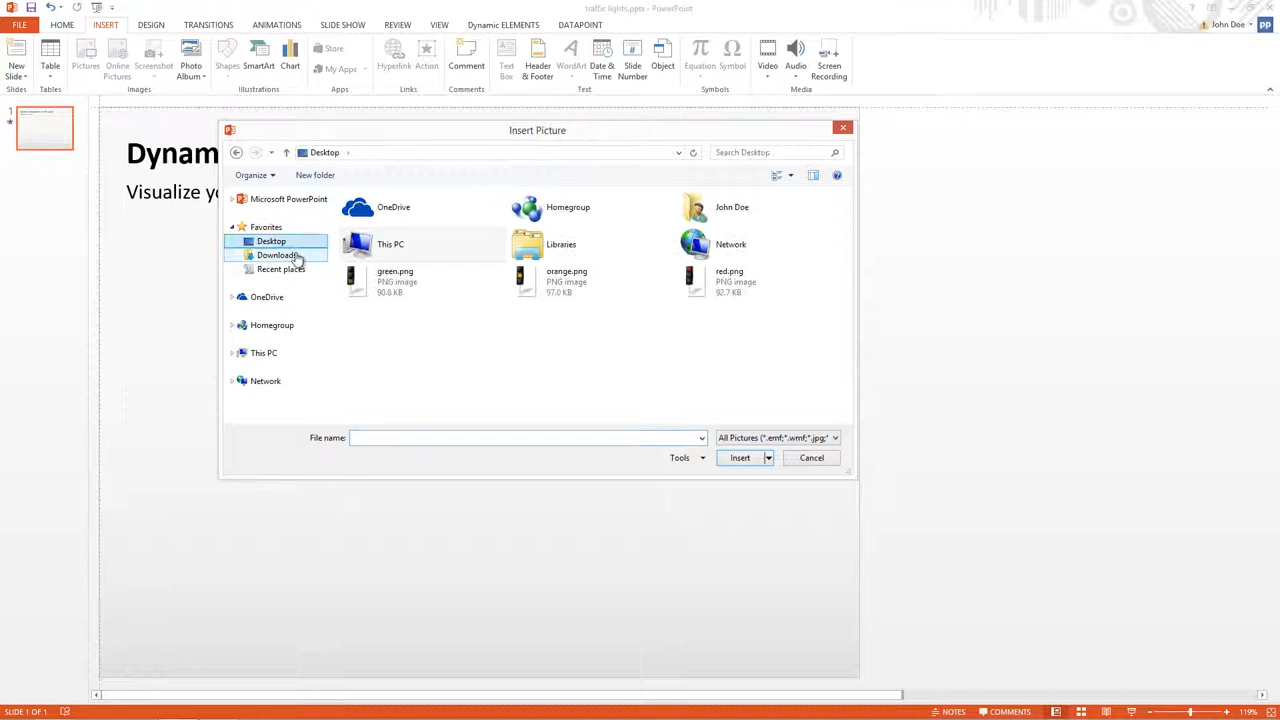 traffic lights.pptx - PowerPoint
FILE HOME INSERT DESIGN TRANSITIONS ANIMATIONS SLIDE SHOW REVIEW VIEW Dynamic ELEMENTS DATAPOINT John Doe pp
New Slide
Table
Pictures
Online Pictures
Screenshot
Photo Album
Shapes
SmartArt
Chart
Store
My Apps
Hyperlink
Action
Comment
Text Box
Header & Footer
WordArt
Date & Time
Slide Number
Object
Equation
Symbol
Video
Audio
Screen Recording
Slides Tables Images Illustrations Apps Links Comments Text Symbols Media
1
Dynam
Visualize yo
Insert Picture
Desktop
Search Desktop
Organize New folder
Microsoft PowerPoint
Favorites
Desktop
Downloads
Recent places
OneDrive
Homegroup
This PC
Network
OneDrive Homegroup John Doe
This PC Libraries Network
green.png orange.png red.png
PNG image PNG image PNG image
90.8 KB 97.0 KB 92.7 KB
File name: All Pictures (*.emf;*.wmf;*.jpg;*
Tools Insert Cancel
SLIDE 1 OF 1 NOTES COMMENTS 119%